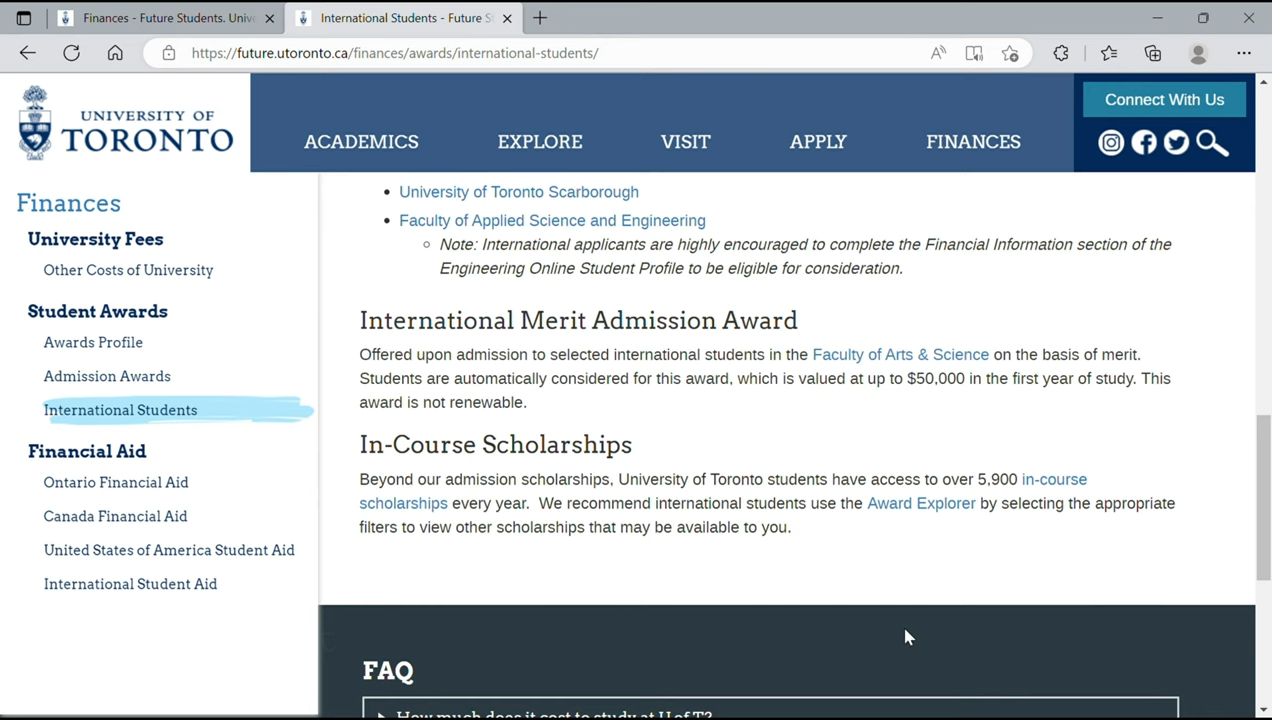 Finances - Future Students. Univ
International Students - Future S
https://future.utoronto.ca/finances/awards/international-students/
UNIVERSITY OF
TORONTO
ACADEMICS
EXPLORE
VISIT
APPLY
FINANCES
Connect With Us
Finances
University Fees
Other Costs of University
Student Awards
Awards Profile
Admission Awards
International Students
Financial Aid
Ontario Financial Aid
Canada Financial Aid
United States of America Student Aid
International Student Aid
University of Toronto Scarborough
Faculty of Applied Science and Engineering
Note: International applicants are highly encouraged to complete the Financial Information section of the
Engineering Online Student Profile to be eligible for consideration.
International Merit Admission Award
Offered upon admission to selected international students in the Faculty of Arts & Science on the basis of merit.
Students are automatically considered for this award, which is valued at up to $50,000 in the first year of study. This
award is not renewable.
In-Course Scholarships
Beyond our admission scholarships, University of Toronto students have access to over 5,900 in-course
scholarships every year. We recommend international students use the Award Explorer by selecting the appropriate
filters to view other scholarships that may be available to you.
FAQ
How much does it cost to study at U of T?